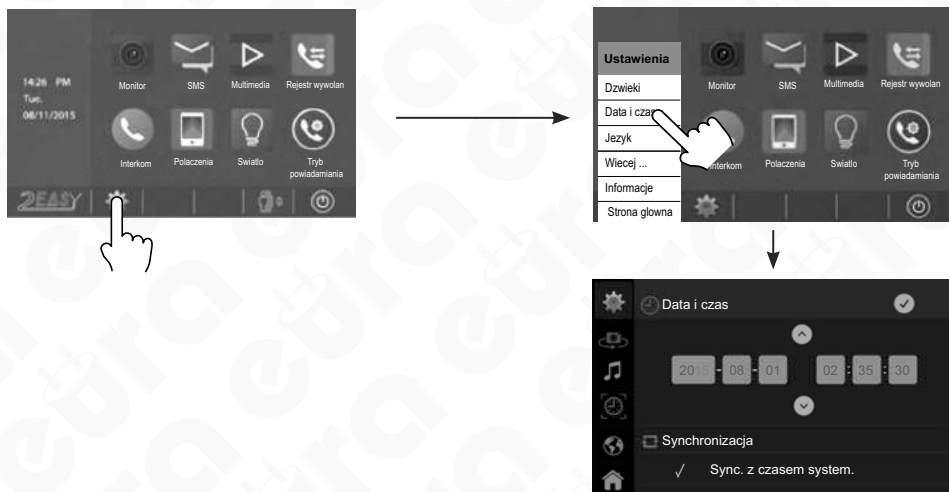 14:26 PM
Tue.
08/11/2015
Monitor
SMS
Multimedia
Rejestr wywolan
Interkom
Polaczenia
Swiatlo
Tryb
powiadamiania
2EASY
Ustawienia
Dzwieki
Data i czas
Jezyk
Wiecej ...
Informacje
Strona glowna
Monitor
SMS
Multimedia
Rejestr wywolan
Interkom
Polaczenia
Swiatlo
Tryb
powiadamiania
Data i czas
2015 - 08 - 01 02 : 35 : 30
Synchronizacja
√ Sync. z czasem system.
eura